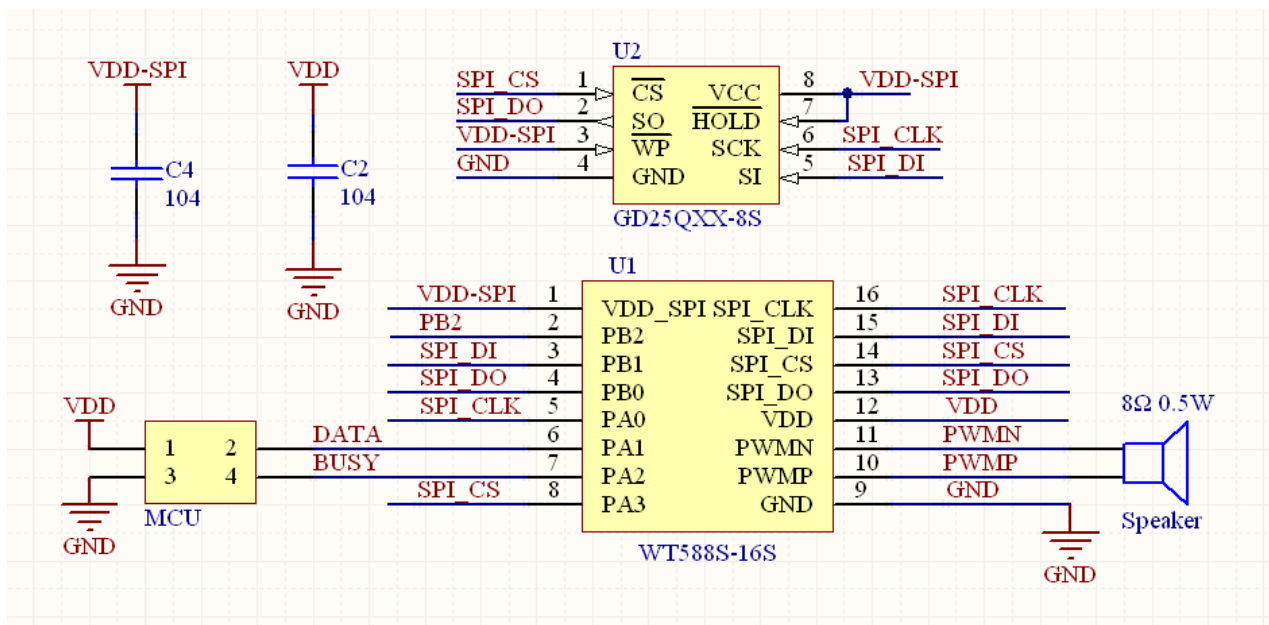 VDD-SPI
C4
104
GND
VDD
C2
104
GND
U2
SPI_CS 1 CS VCC 8 VDD-SPI
SPI_DO 2 SO HOLD 7
VDD-SPI 3 WP SCK 6 SPI_CLK
GND 4 GND SI 5 SPI_DI
GD25QXX-8S
U1
VDD-SPI 1 VDD_SPI SPI_CLK 16 SPI_CLK
PB2 2 PB2 SPI_DI 15 SPI_DI
SPI_DI 3 PB1 SPI_CS 14 SPI_CS
SPI_DO 4 PB0 SPI_DO 13 SPI_DO
SPI_CLK 5 PA0 VDD 12 VDD
DATA 6 PA1 PWMN 11 PWMN
BUSY 7 PA2 PWMP 10 PWMP
SPI_CS 8 PA3 GND 9 GND
WT588S-16S
VDD
1 2
3 4
MCU
GND
8Ω 0.5W
Speaker
GND